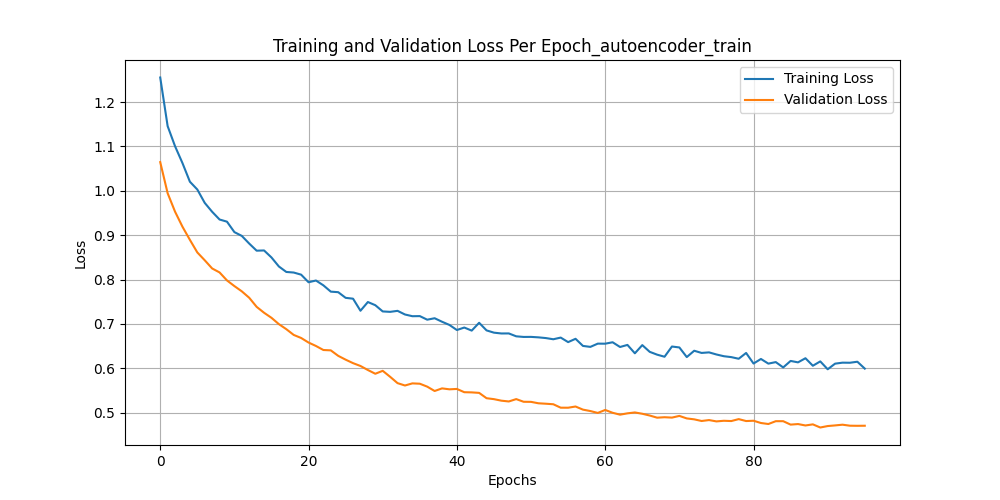 Training and Validation Loss Per Epoch_autoencoder_train
Training Loss
Validation Loss
1.2
1.1
1.0
0.9
0.8
0.7
0.6
0.5
Loss
0 20 40 60 80
Epochs